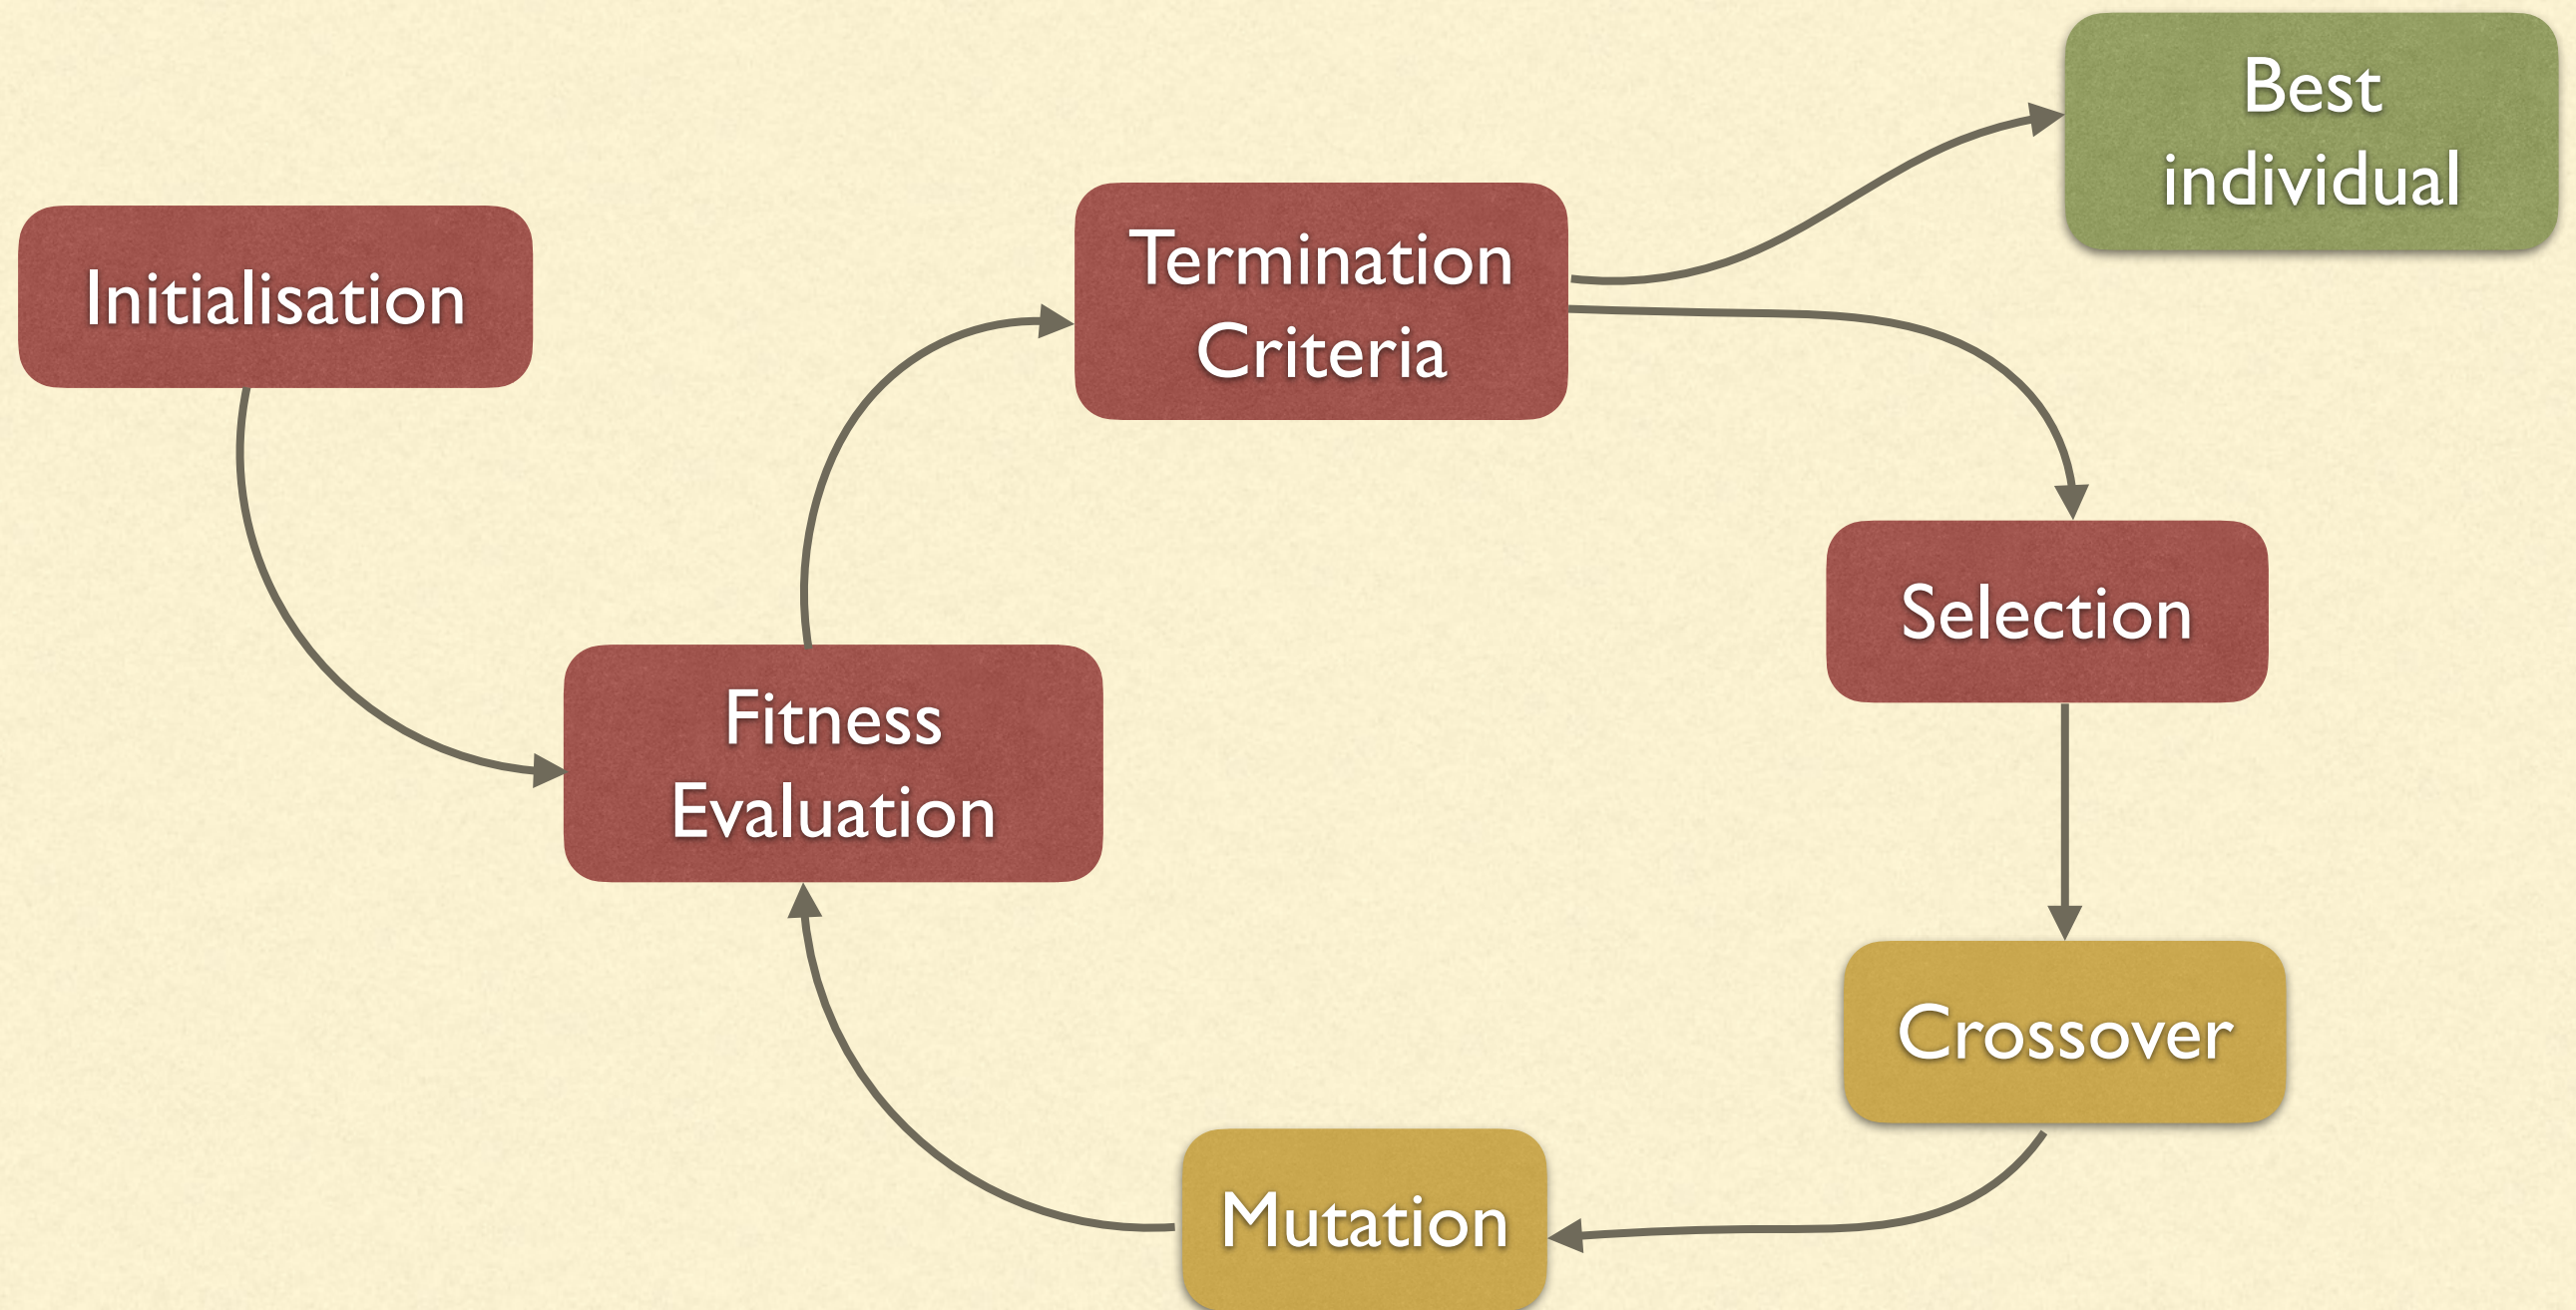 Initialisation
Fitness
Evaluation
Termination
Criteria
Best
individual
Selection
Crossover
Mutation